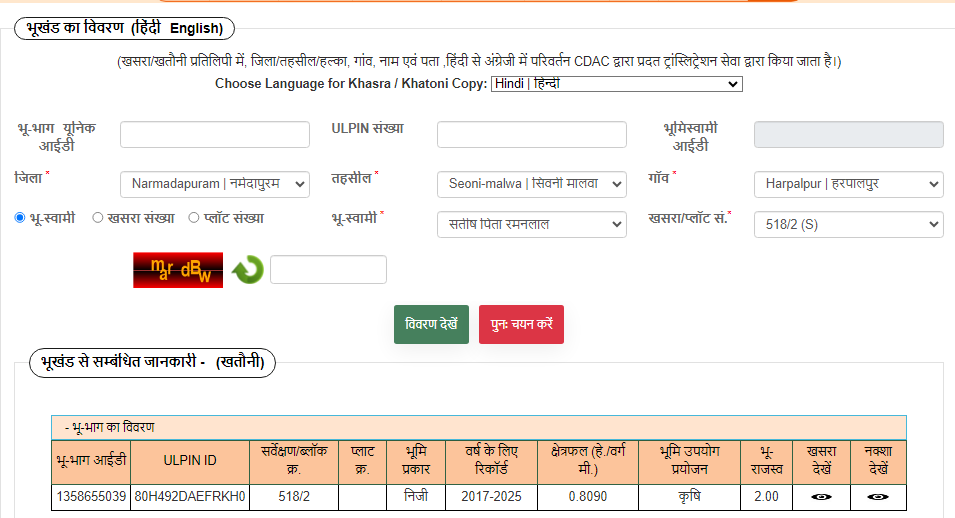 भूखंड का विवरण (हिंदी English)
(खसरा/खतौनी प्रतिलिपी में, जिला/तहसील/हल्का, गांव, नाम एवं पता ,हिंदी से अंग्रेजी में परिवर्तन CDAC द्वारा प्रदत ट्रांस्लिट्रेशन सेवा द्वारा किया जाता है।)
Choose Language for Khasra / Khatoni Copy: Hindi | हिन्दी
भू-भाग यूनिक आईडी ULPIN संख्या भूमिस्वामी आईडी
जिला * Narmadapuram | नर्मदापुरम तहसील * Seoni-malwa | सिवनी मालवा गाँव * Harpalpur | हरपालपुर
भू-स्वामी खसरा संख्या प्लॉट संख्या भू-स्वामी * सतीष पिता रमनलाल खसरा/प्लॉट सं.* 518/2 (S)
mar dBw
विवरण देखें पुनः चयन करें
भूखंड से सम्बंधित जानकारी - (खतौनी)
- भू-भाग का विवरण
भू-भाग आईडी ULPIN ID सर्वेक्षण/ब्लॉक क्र. प्लाट क्र. भूमि प्रकार वर्ष के लिए रिकॉर्ड क्षेत्रफल (हे./वर्ग मी.) भूमि उपयोग प्रयोजन भू-राजस्व खसरा देखें नक्शा देखें
1358655039 80H492DAEFRKH0 518/2 निजी 2017-2025 0.8090 कृषि 2.00